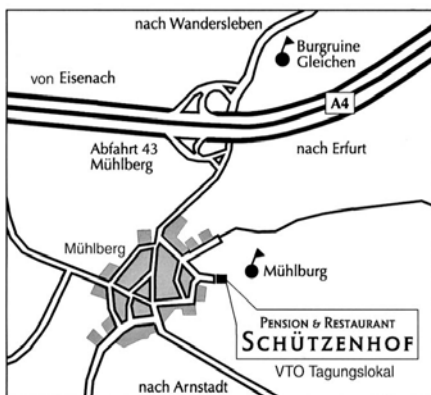 nach Wandersleben
Burgruine
Gleichen
von Eisenach
A4
Abfahrt 43
Mühlberg
nach Erfurt
Mühlberg
Mühlburg
PENSION & RESTAURANT
SCHÜTZENHOF
VTO Tagungslokal
nach Arnstadt